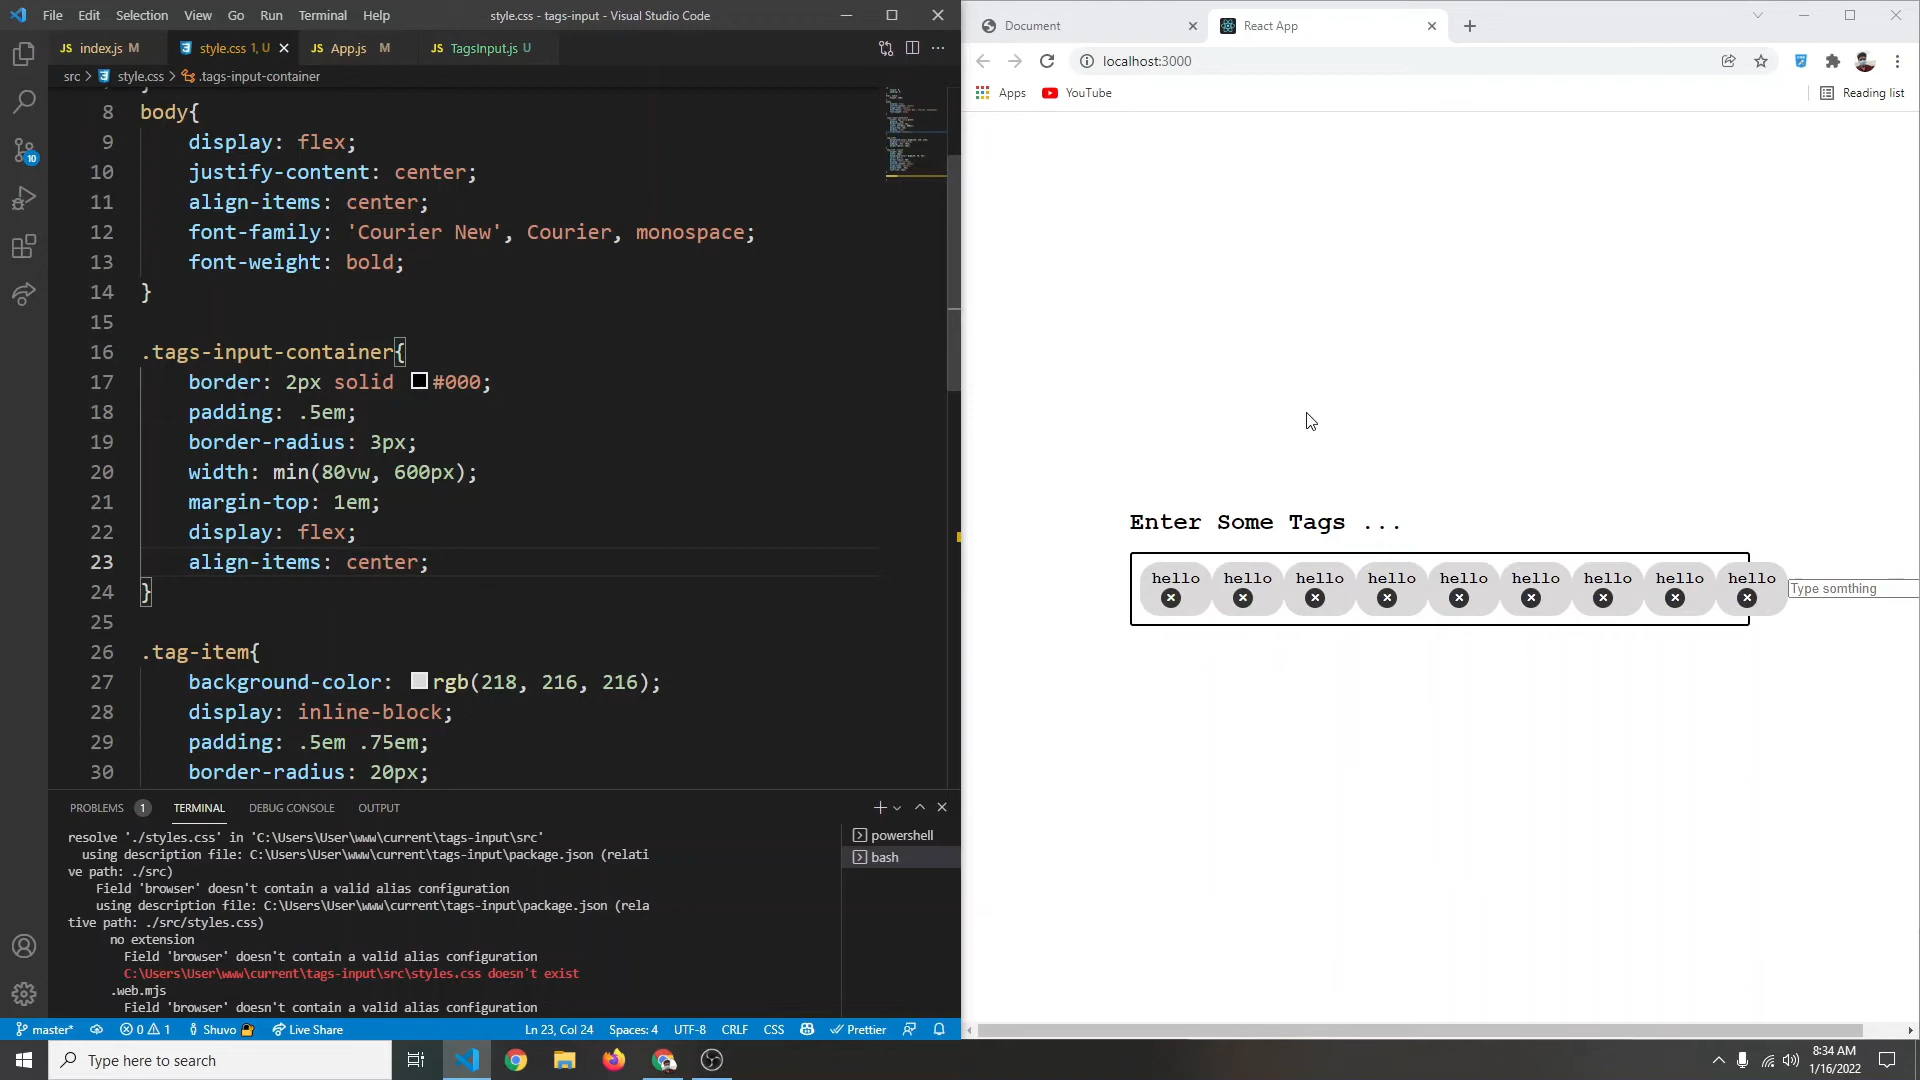 File Edit Selection View Go Run Terminal Help style.css - tags-input - Visual Studio Code
JS index.js M style.css 1, U JS App.js M JS TagsInput.js U
src > style.css > .tags-input-container
8 body{
9 display: flex;
10 justify-content: center;
11 align-items: center;
12 font-family: 'Courier New', Courier, monospace;
13 font-weight: bold;
14 }
15
16 .tags-input-container{
17 border: 2px solid #000;
18 padding: .5em;
19 border-radius: 3px;
20 width: min(80vw, 600px);
21 margin-top: 1em;
22 display: flex;
23 align-items: center;
24 }
25
26 .tag-item{
27 background-color: rgb(218, 216, 216);
28 display: inline-block;
29 padding: .5em .75em;
30 border-radius: 20px;
10
PROBLEMS 1 TERMINAL DEBUG CONSOLE OUTPUT
resolve './styles.css' in 'C:\Users\User\www\current\tags-input\src'
using description file: C:\Users\User\www\current\tags-input\package.json (relati
ve path: ./src)
Field 'browser' doesn't contain a valid alias configuration
using description file: C:\Users\User\www\current\tags-input\package.json (rela
tive path: ./src/styles.css)
no extension
Field 'browser' doesn't contain a valid alias configuration
C:\Users\User\www\current\tags-input\src\styles.css doesn't exist
.web.mjs
Field 'browser' doesn't contain a valid alias configuration
powershell
bash
master* 0 1 Shuvo Live Share Ln 23, Col 24 Spaces: 4 UTF-8 CRLF CSS Prettier
Document React App
localhost:3000
Apps YouTube Reading list
Enter Some Tags ...
hello hello hello hello hello hello hello hello hello
Type somthing
Type here to search
8:34 AM
1/16/2022